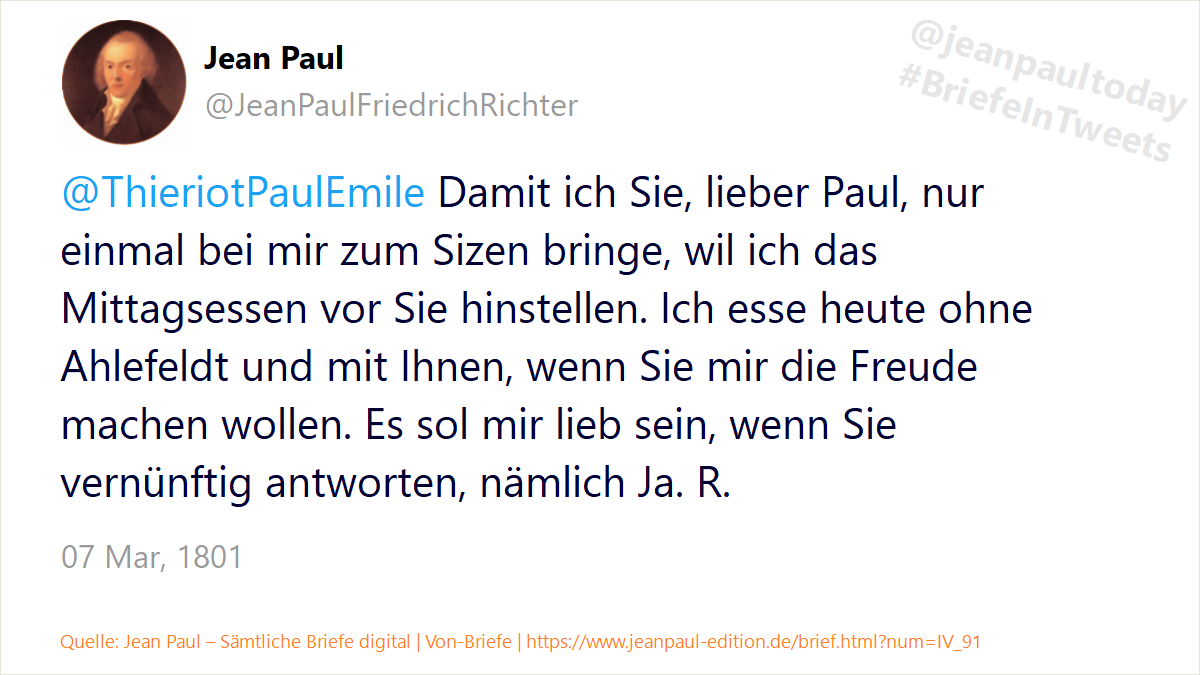 Jean Paul
@JeanPaulFriedrichRichter
@jeanpaultoday
#BriefeInTweets
@ThieriotPaulEmile Damit ich Sie, lieber Paul, nur
einmal bei mir zum Sizen bringe, wil ich das
Mittagsessen vor Sie hinstellen. Ich esse heute ohne
Ahlefeldt und mit Ihnen, wenn Sie mir die Freude
machen wollen. Es sol mir lieb sein, wenn Sie
vernünftig antworten, nämlich Ja. R.
07 Mar, 1801
Quelle: Jean Paul – Sämtliche Briefe digital | Von-Briefe | https://www.jeanpaul-edition.de/brief.html?num=IV_91